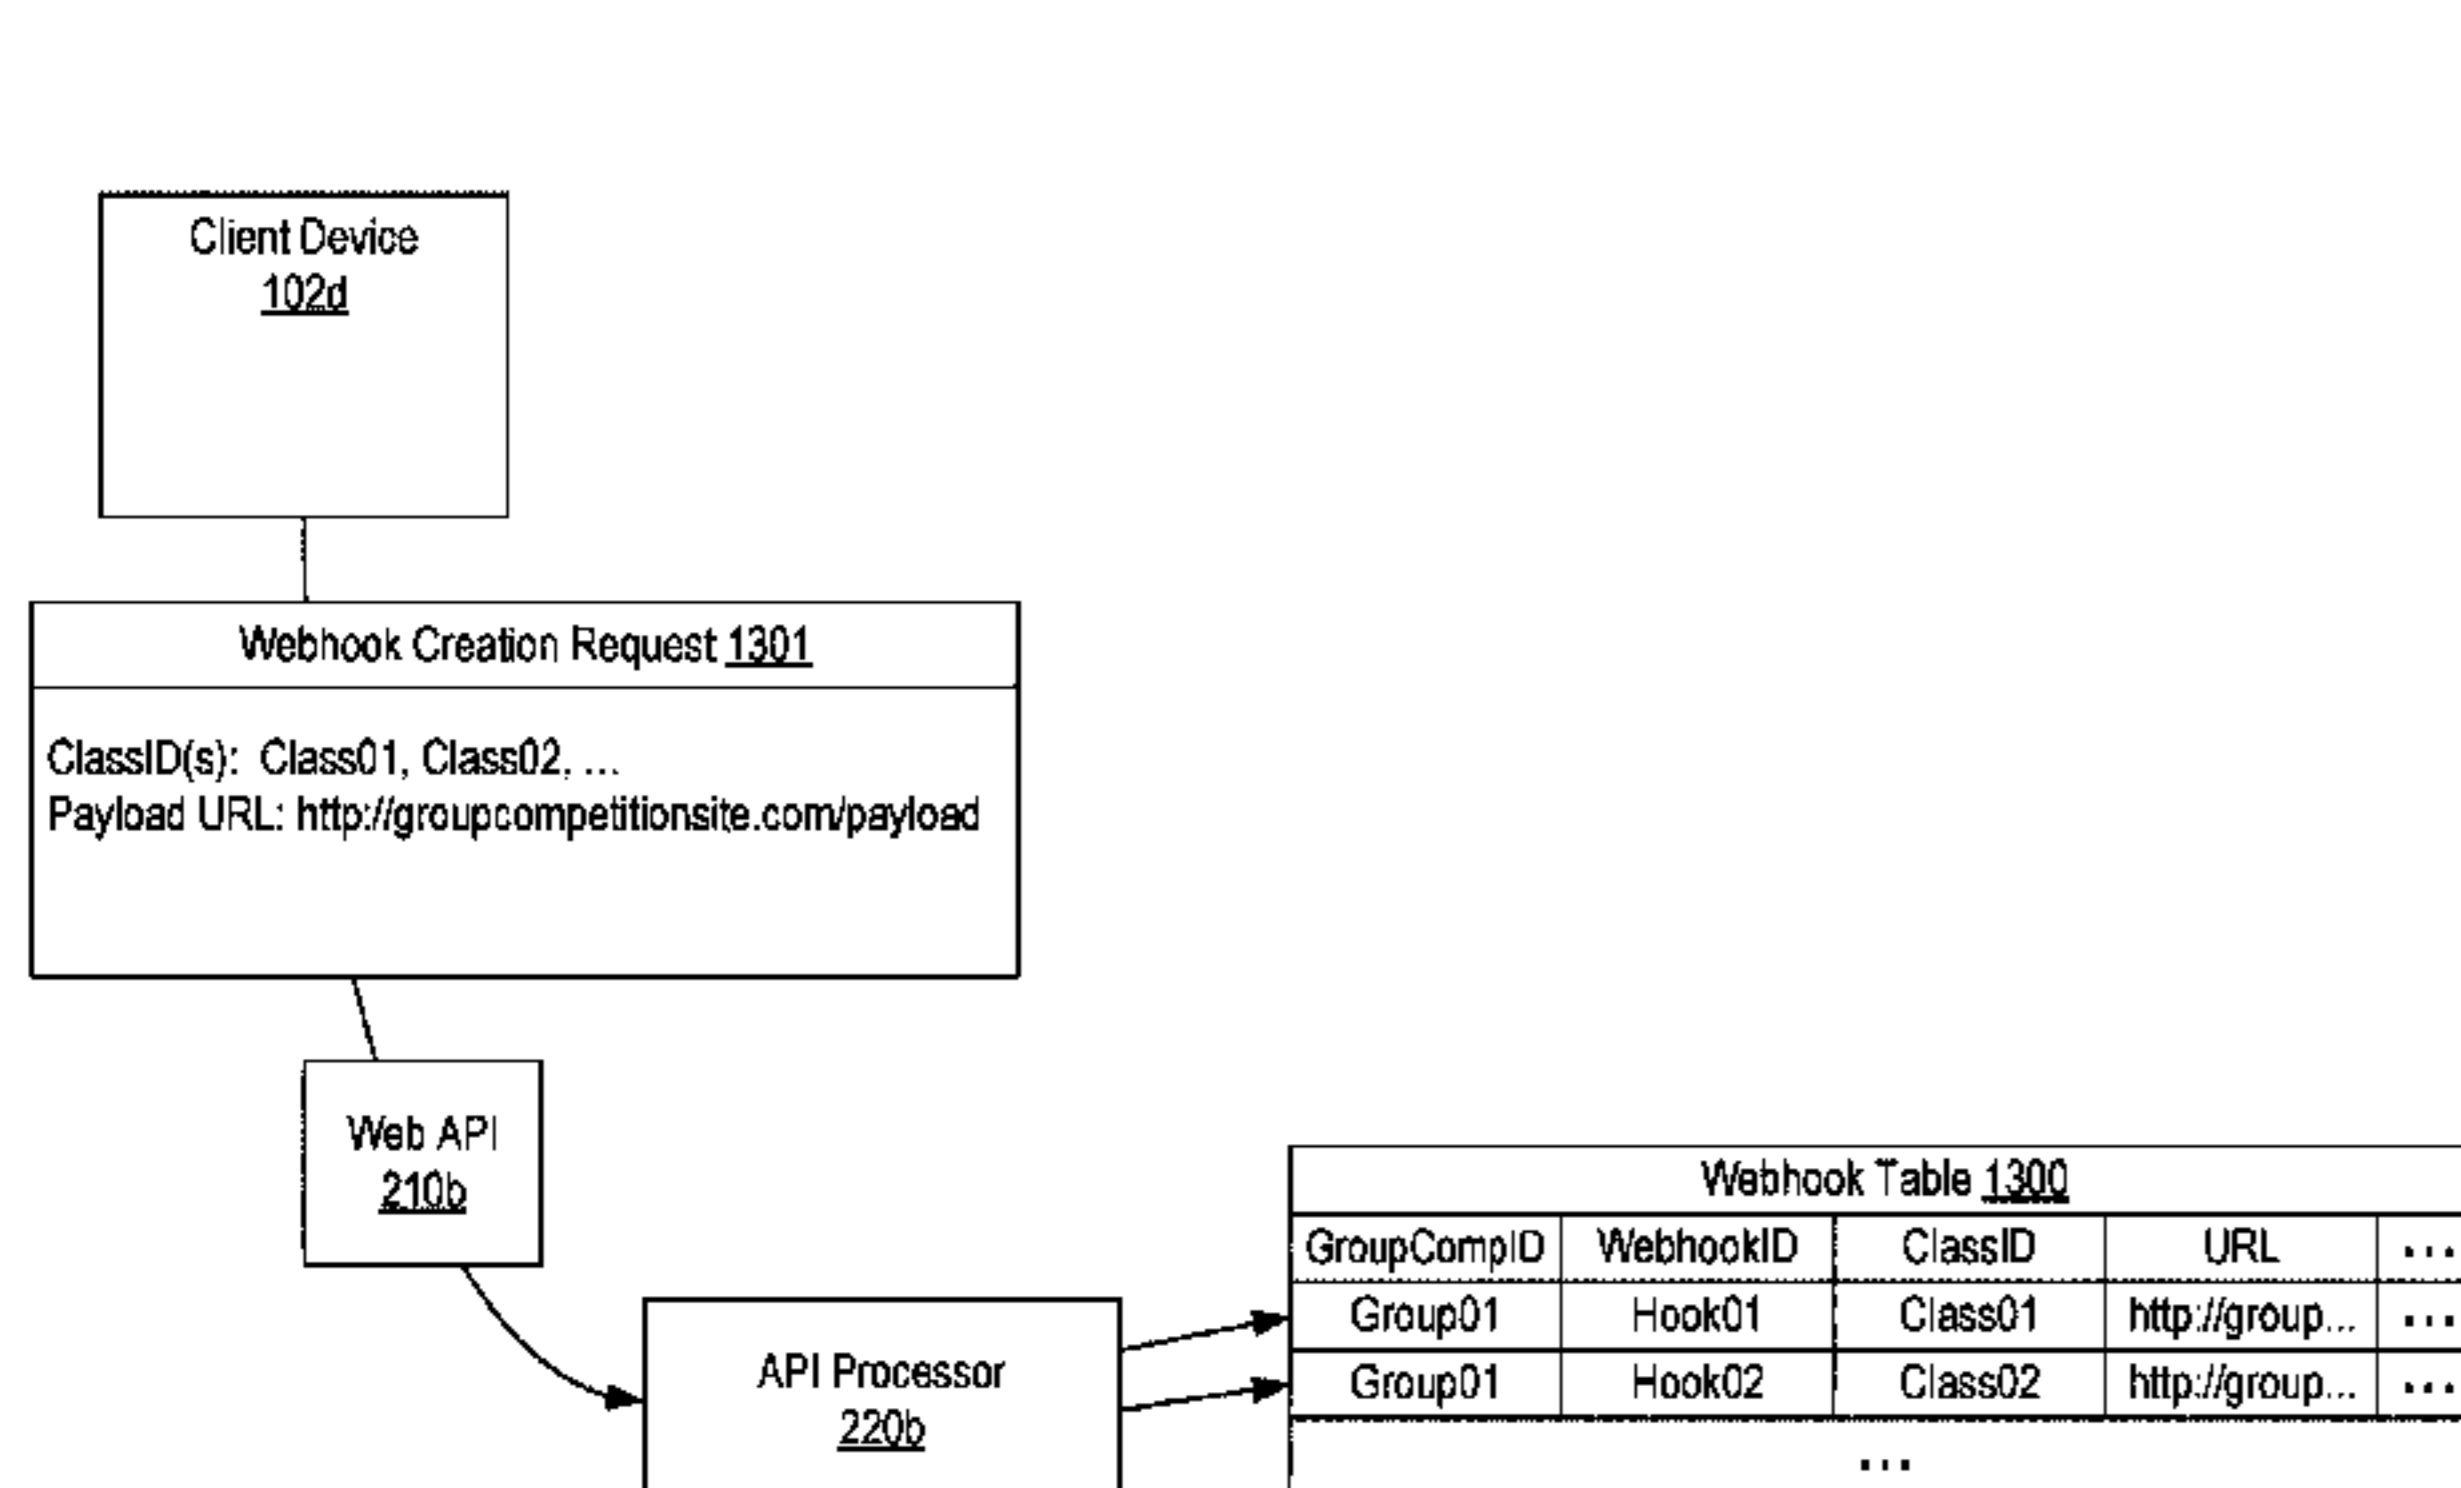 Client Device
102d
Webhook Creation Request 1301
ClassID(s): Class01, Class02, ...
Payload URL: http://groupcompetitionsite.com/payload
Web API
210b
API Processor
220b
Webhook Table 1300
GroupCompID WebhookID ClassID URL ...
Group01 Hook01 Class01 http://group... ...
Group01 Hook02 Class02 http://group... ...
...